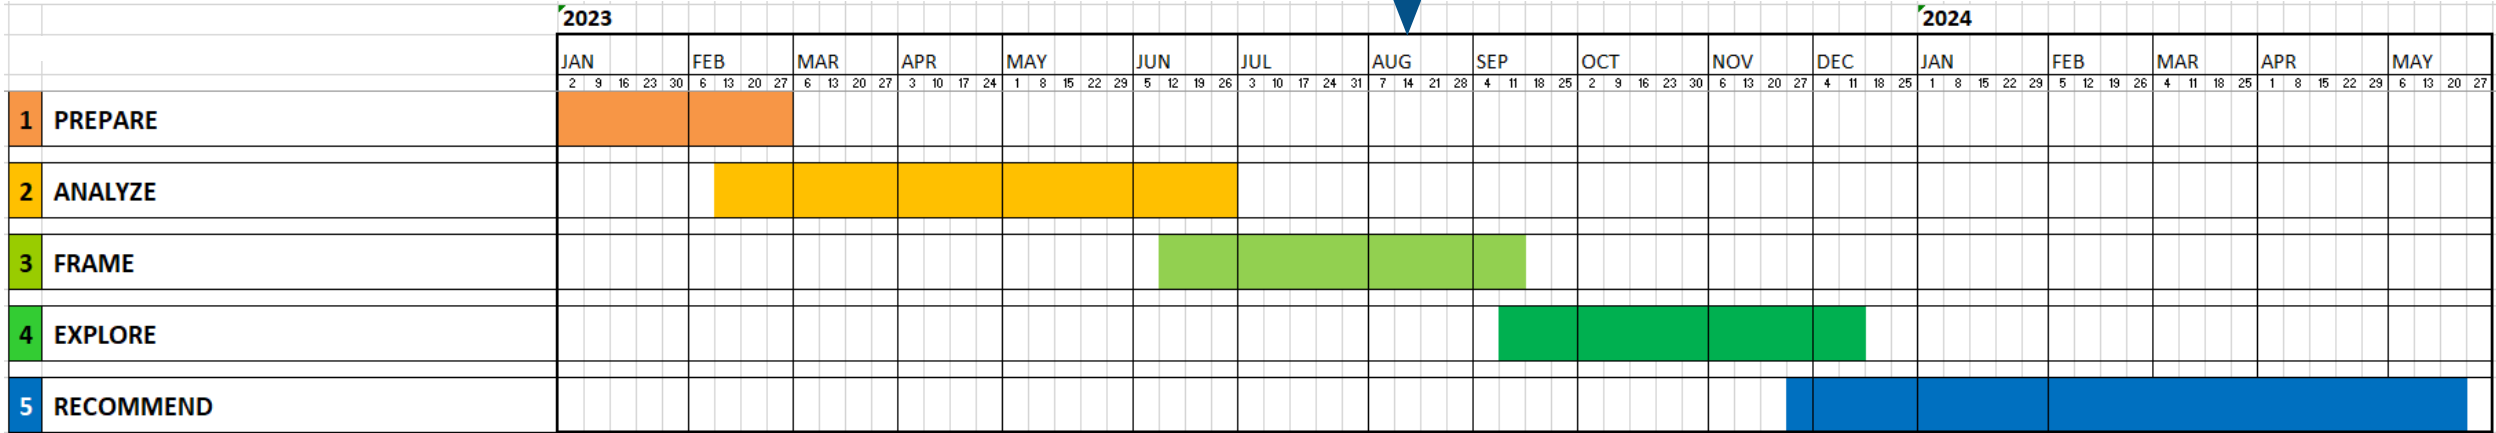 2023 2024
JAN FEB MAR APR MAY JUN JUL AUG SEP OCT NOV DEC JAN FEB MAR APR MAY
2 9 16 23 30 6 13 20 27 6 13 20 27 3 10 17 24 1 8 15 22 29 5 12 19 26 3 10 17 24 31 7 14 21 28 4 11 18 25 2 9 16 23 30 6 13 20 27 4 11 18 25 1 8 15 22 29 5 12 19 26 4 11 18 25 1 8 15 22 29 6 13 20 27
1 PREPARE
2 ANALYZE
3 FRAME
4 EXPLORE
5 RECOMMEND